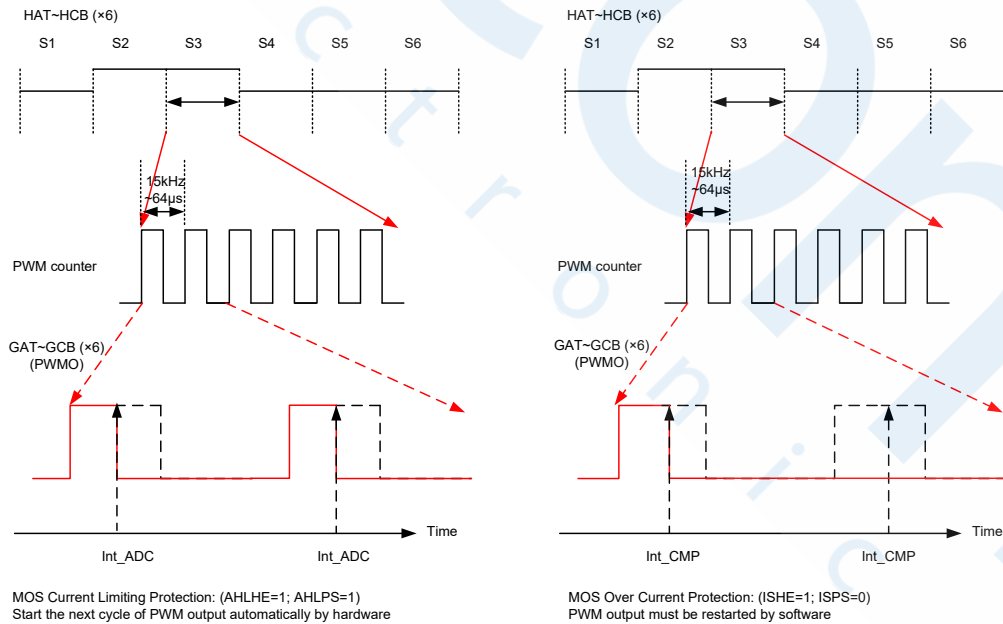 HAT~HCB (×6)
S1 S2 S3 S4 S5 S6
15kHz
~64µs
PWM counter
GAT~GCB (×6)
(PWMO)
Time
Int_ADC Int_ADC
MOS Current Limiting Protection: (AHLHE=1; AHLPS=1)
Start the next cycle of PWM output automatically by hardware
HAT~HCB (×6)
S1 S2 S3 S4 S5 S6
15kHz
~64µs
PWM counter
GAT~GCB (×6)
(PWMO)
Time
Int_CMP Int_CMP
MOS Over Current Protection: (ISHE=1; ISPS=0)
PWM output must be restarted by software
c t r o n i c